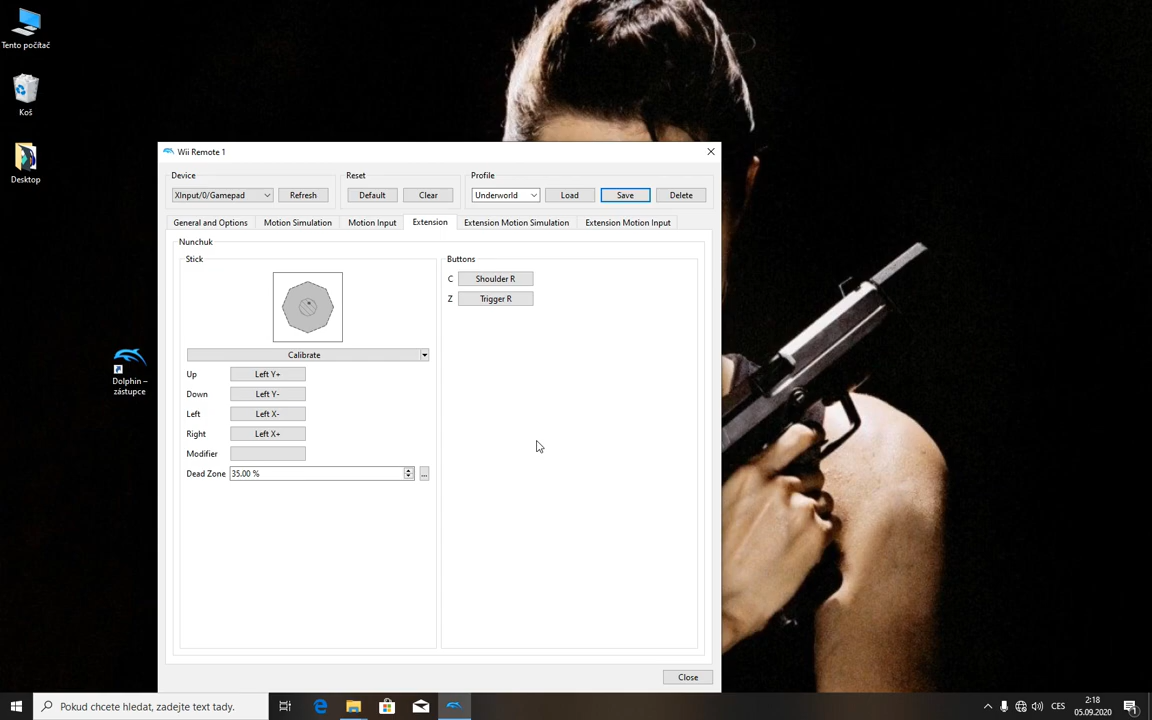 Tento počítač
Koš
Desktop
Dolphin –
zástupce
Wii Remote 1
Device
Reset
Profile
XInput/0/Gamepad
Refresh
Default
Clear
Underworld
Load
Save
Delete
General and Options
Motion Simulation
Motion Input
Extension
Extension Motion Simulation
Extension Motion Input
Nunchuk
Stick
Calibrate
Up
Left Y+
Down
Left Y-
Left
Left X-
Right
Left X+
Modifier
Dead Zone
35.00 %
...
Buttons
C
Shoulder R
Z
Trigger R
Close
Pokud chcete hledat, zadejte text tady.
CES
2:18
05.09.2020
1